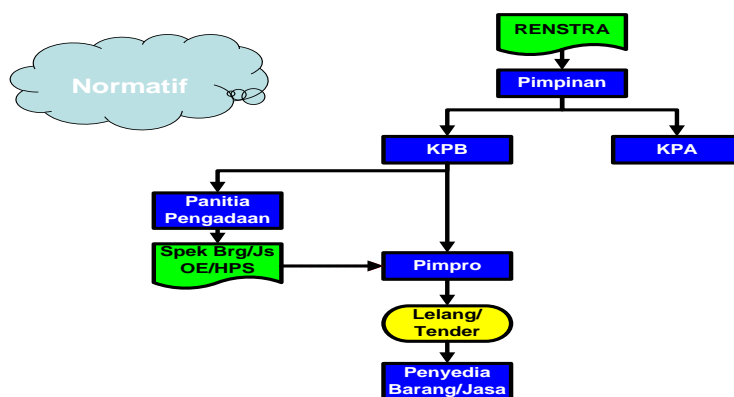 RENSTRA
Normatif
Pimpinan
KPB
KPA
Panitia
Pengadaan
Spek Brg/Js
OE/HPS
Pimpro
Lelang/
Tender
Penyedia
Barang/Jasa